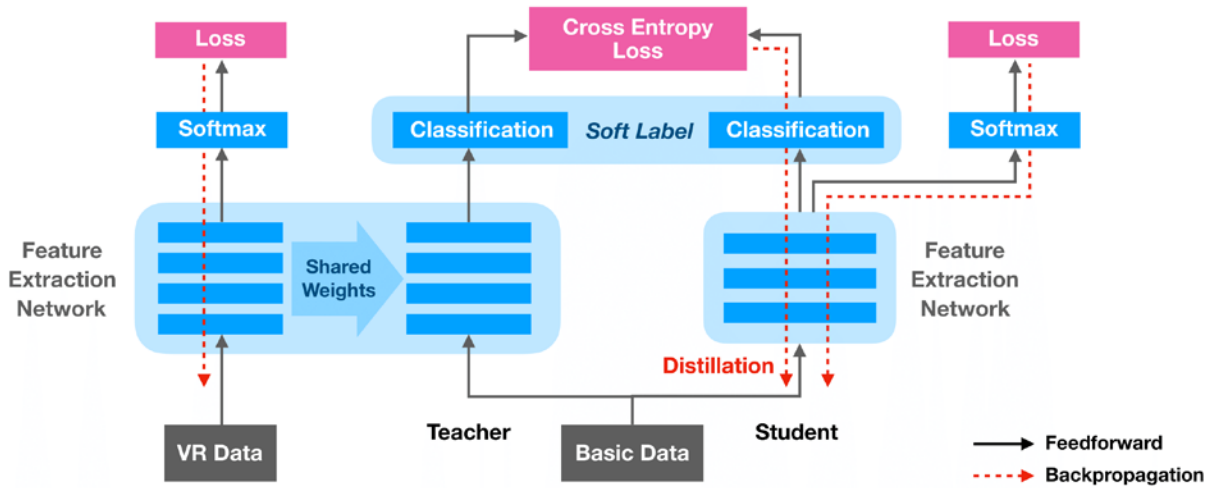 Loss
Cross Entropy
Loss
Loss
Softmax
Classification
Soft Label
Classification
Softmax
Feature
Extraction
Network
Shared
Weights
Feature
Extraction
Network
Distillation
VR Data
Teacher
Basic Data
Student
Feedforward
Backpropagation